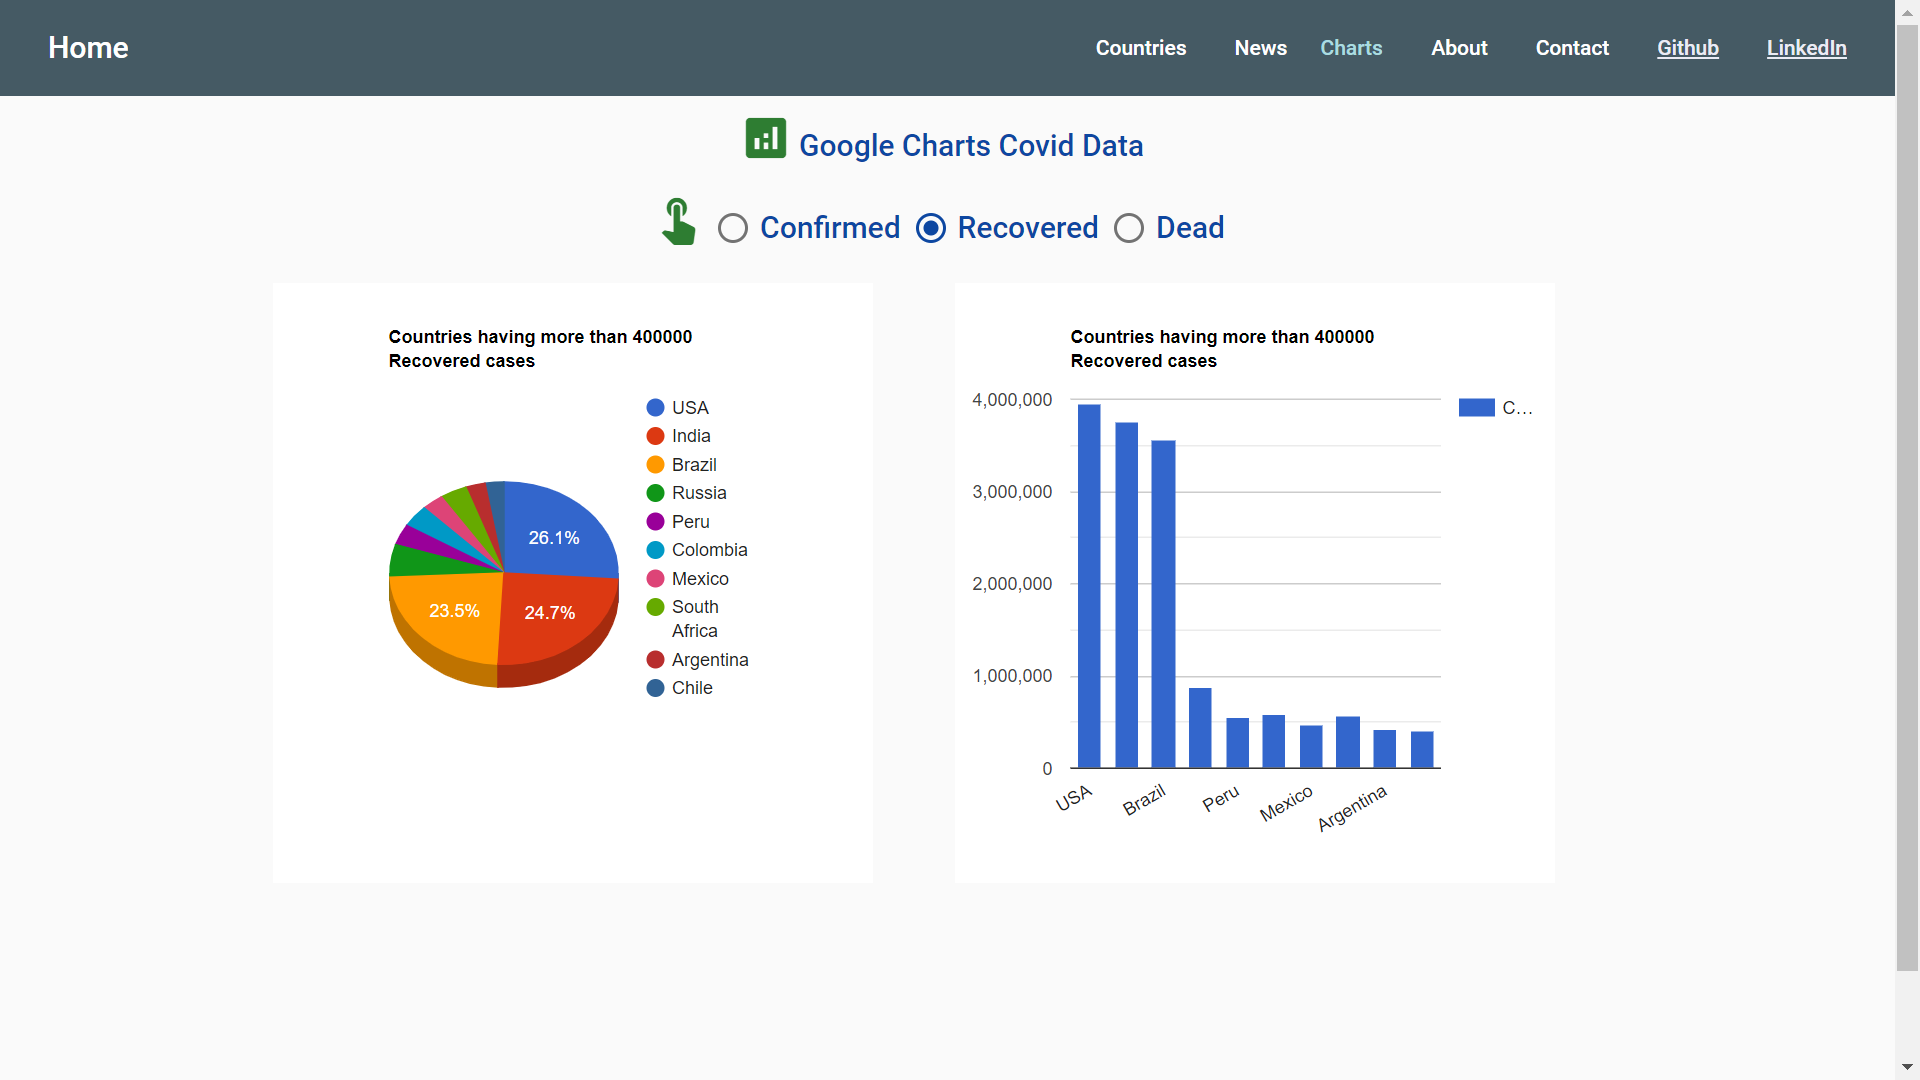 Home
Countries
News
Charts
About
Contact
Github
LinkedIn
Google Charts Covid Data
Confirmed
Recovered
Dead
Countries having more than 400000
Recovered cases
USA
India
Brazil
Russia
Peru
Colombia
Mexico
South
Africa
Argentina
Chile
26.1%
23.5%
24.7%
Countries having more than 400000
Recovered cases
4,000,000
3,000,000
2,000,000
1,000,000
0
C...
USA
Brazil
Peru
Mexico
Argentina